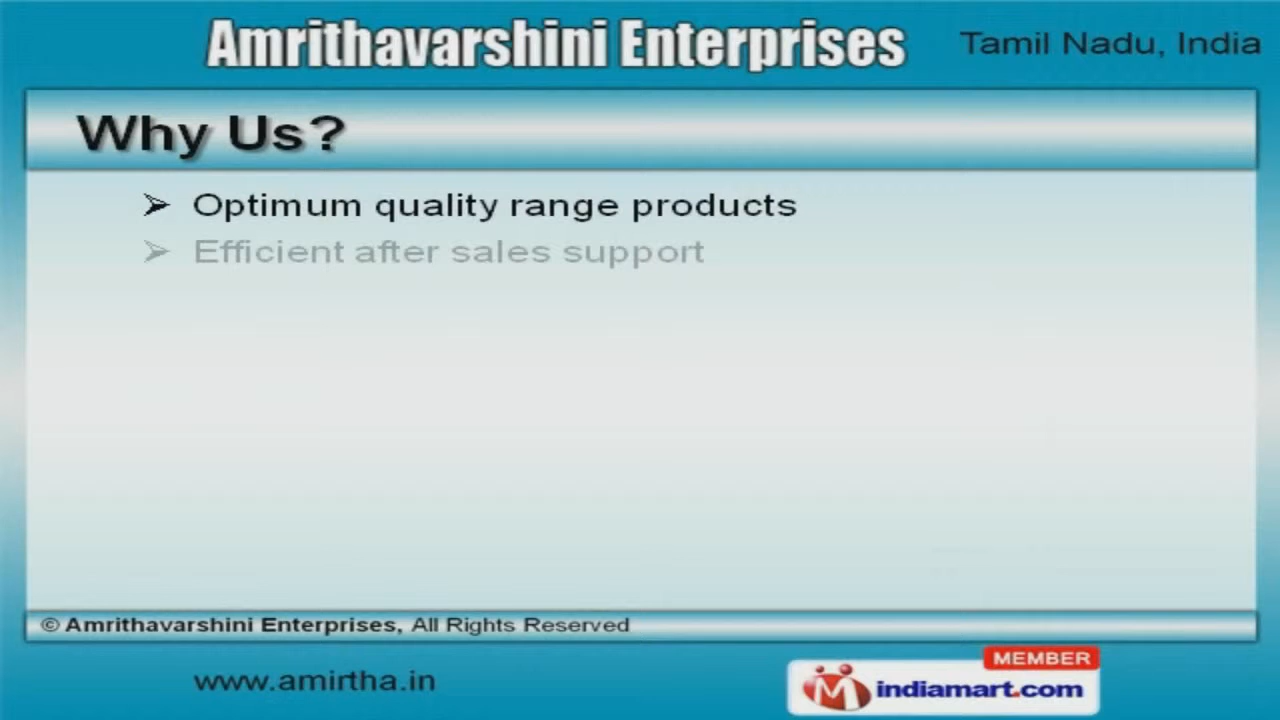 Amrithavarshini Enterprises
Tamil Nadu, India
Why Us?
➢ Optimum quality range products
➢ Efficient after sales support
© Amrithavarshini Enterprises, All Rights Reserved
www.amirtha.in
MEMBER
indiamart.com